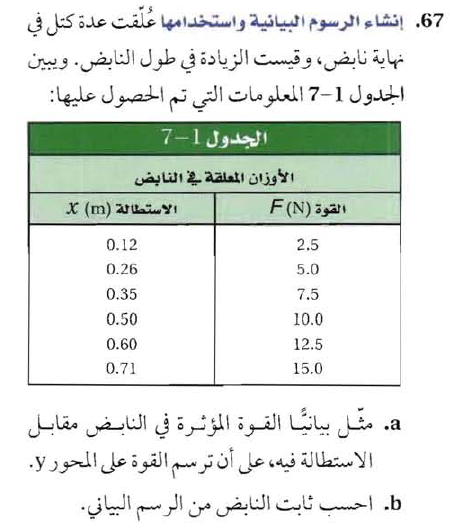 67. إنشاء الرسوم البيانية واستخدامها عُلّقت عدة كتل في
نهاية نابض، وقيست الزيادة في طول النابض. ويبين
الجدول 1-7 المعلومات التي تم الحصول عليها:
الجدول 1-7
الأوزان المعلقة في النابض
القوة F (N) الاستطالة x (m)
2.5 0.12
5.0 0.26
7.5 0.35
10.0 0.50
12.5 0.60
15.0 0.71
a. مثّل بيانيًّا القوة المؤثرة في النابض مقابل
الاستطالة فيه، على أن ترسم القوة على المحور y.
b. احسب ثابت النابض من الرسم البياني.